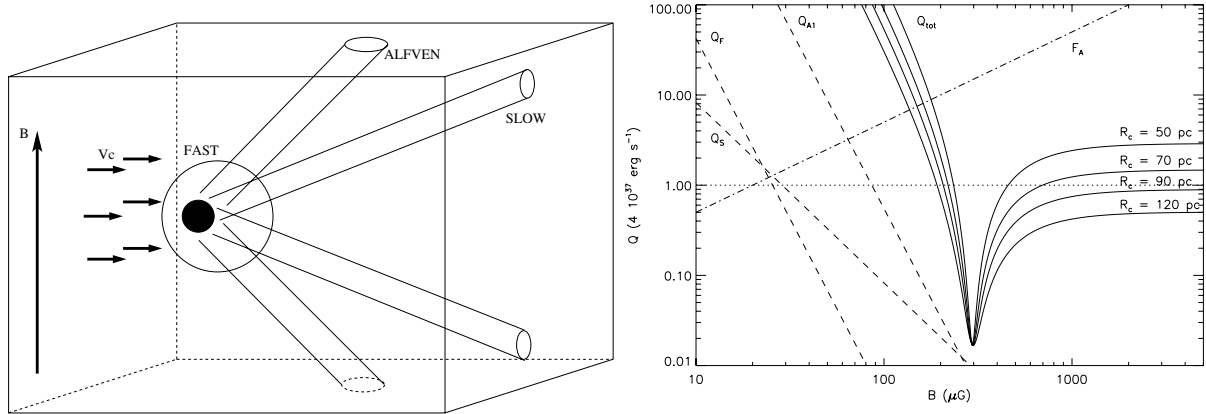 ALFVEN
SLOW
B
Vc
FAST
100.00
10.00
1.00
0.10
0.01
Q (4 10³⁷ erg s⁻¹)
Q_F
Q_A1
Q_tot
F_A
Q_S
R_c = 50 pc
R_c = 70 pc
R_c = 90 pc
R_c = 120 pc
10
100
1000
B (μG)